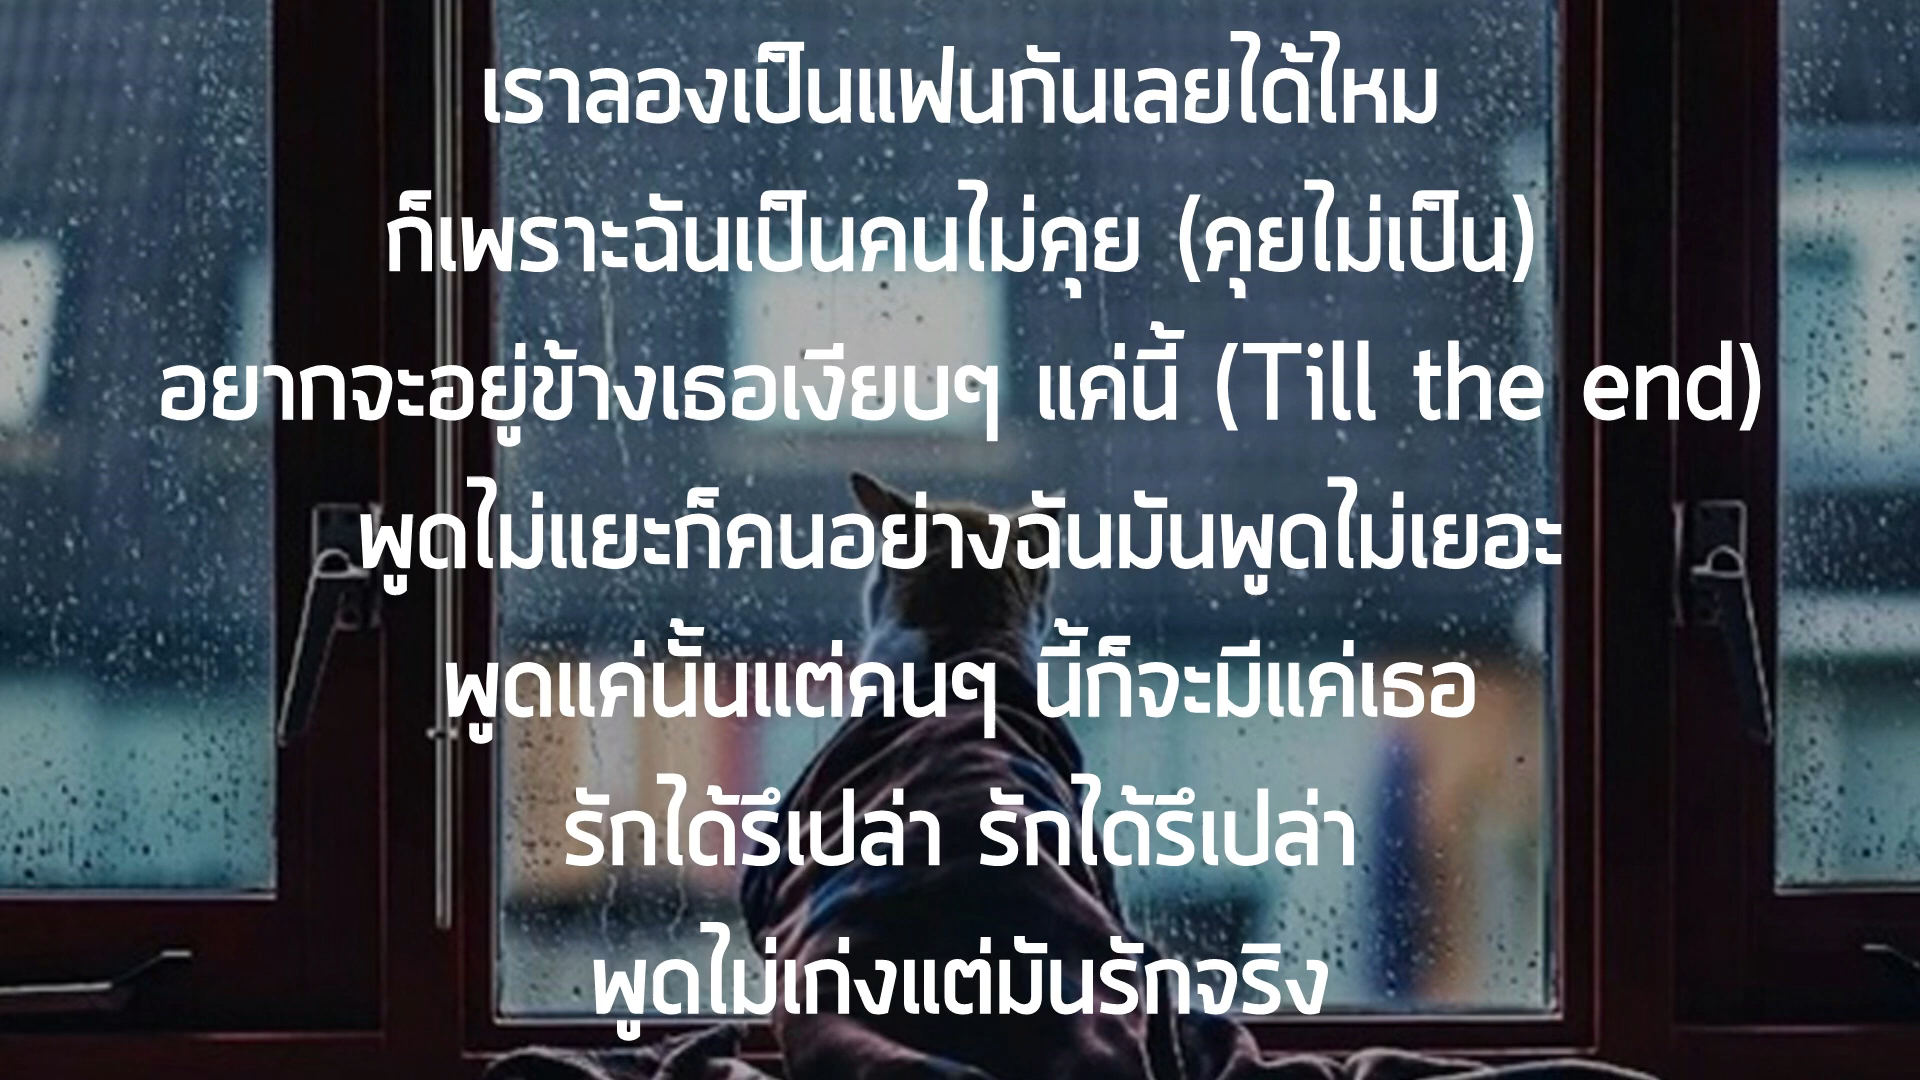 เราลองเป็นแฟนกันเลยได้ไหม
ก็เพราะฉันเป็นคนไม่คุย (คุยไม่เป็น)
อยากจะอยู่ข้างเธอเงียบๆ แค่นี้ (Till the end)
พูดไม่แยะก็คนอย่างฉันมันพูดไม่เยอะ
พูดแค่นั้นแต่คนๆ นี้ก็จะมีแค่เธอ
รักได้รึเปล่า รักได้รึเปล่า
พูดไม่เก่งแต่มันรักจริง